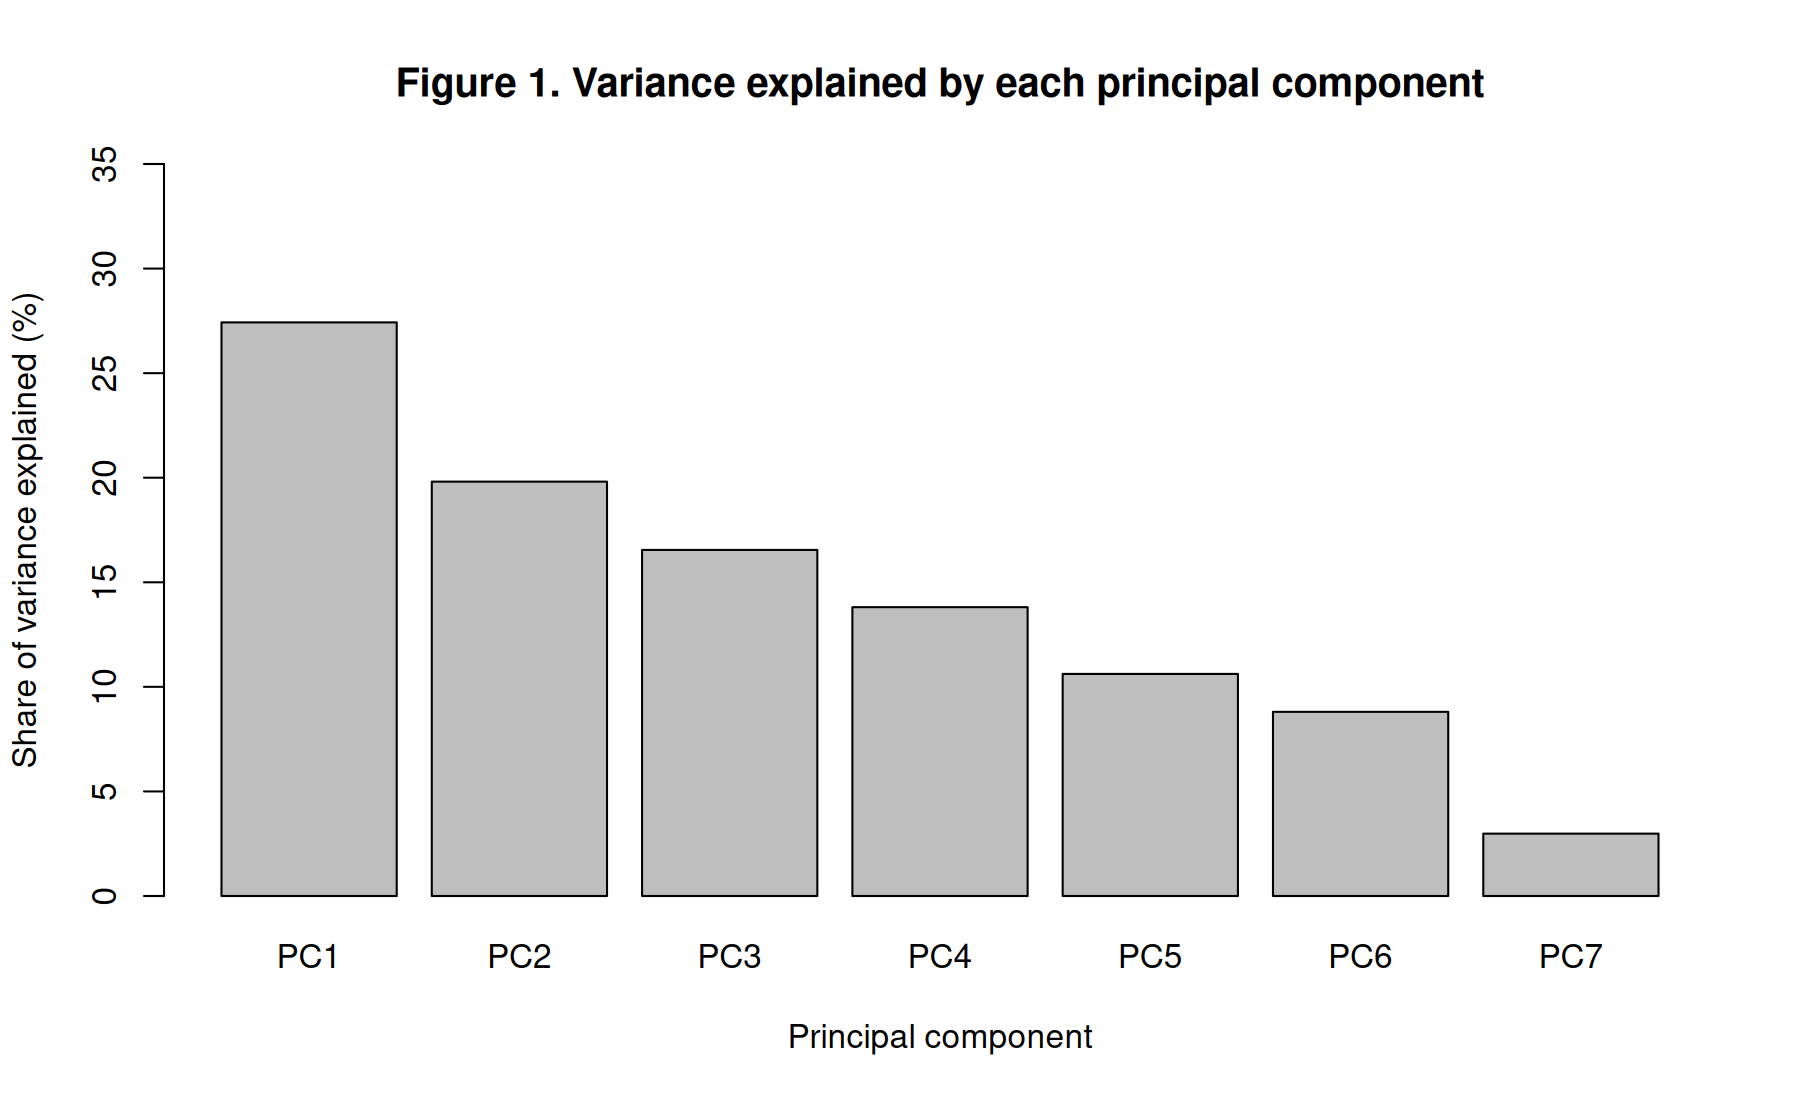 Figure 1. Variance explained by each principal component
Share of variance explained (%)
35
30
25
20
15
10
5
0
PC1 PC2 PC3 PC4 PC5 PC6 PC7
Principal component